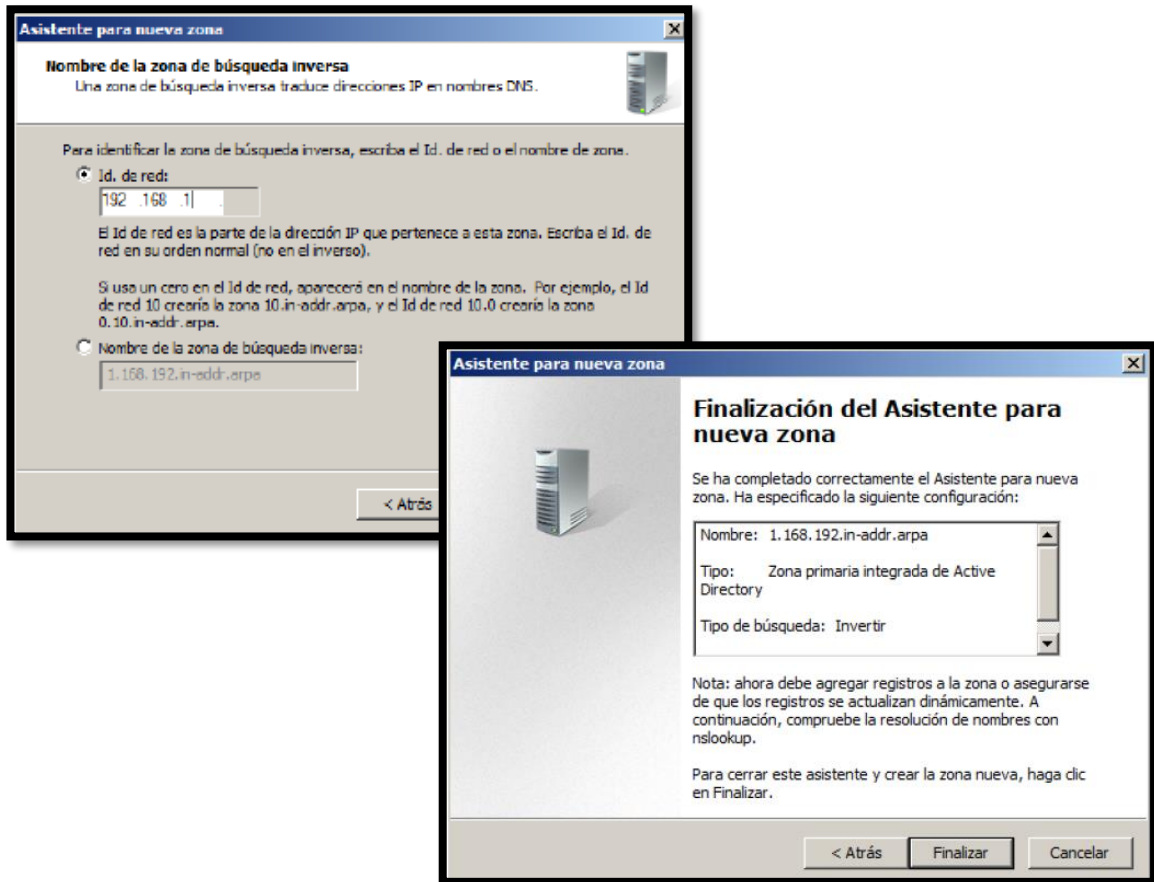 Asistente para nueva zona
Nombre de la zona de búsqueda inversa
Una zona de búsqueda inversa traduce direcciones IP en nombres DNS.
Para identificar la zona de búsqueda inversa, escriba el Id. de red o el nombre de zona.
Id. de red:
192 .168 .1 .
El Id de red es la parte de la dirección IP que pertenece a esta zona. Escriba el Id. de
red en su orden normal (no en el inverso).
Si usa un cero en el Id de red, aparecerá en el nombre de la zona. Por ejemplo, el Id
de red 10 crearía la zona 10.in-addr.arpa, y el Id de red 10.0 crearía la zona
0.10.in-addr.arpa.
Nombre de la zona de búsqueda inversa:
1.168.192.in-addr.arpa
< Atrás
Asistente para nueva zona
Finalización del Asistente para
nueva zona
Se ha completado correctamente el Asistente para nueva
zona. Ha especificado la siguiente configuración:
Nombre: 1.168.192.in-addr.arpa
Tipo: Zona primaria integrada de Active
Directory
Tipo de búsqueda: Invertir
Nota: ahora debe agregar registros a la zona o asegurarse
de que los registros se actualizan dinámicamente. A
continuación, compruebe la resolución de nombres con
nslookup.
Para cerrar este asistente y crear la zona nueva, haga clic
en Finalizar.
< Atrás
Finalizar
Cancelar